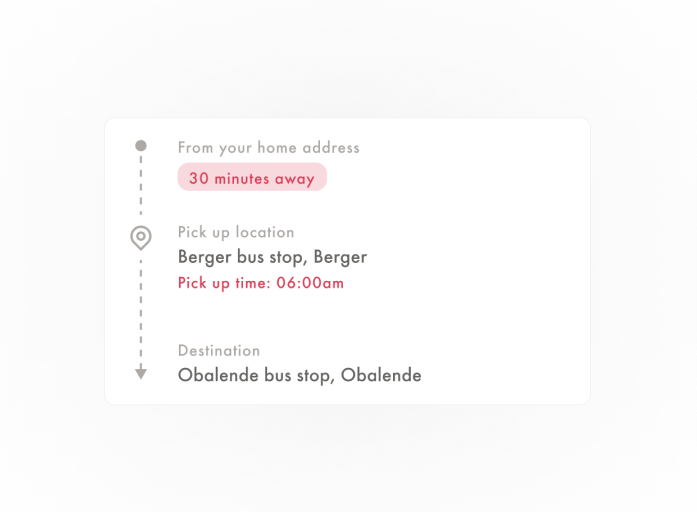 From your home address
30 minutes away
Pick up location
Berger bus stop, Berger
Pick up time: 06:00am
Destination
Obalende bus stop, Obalende